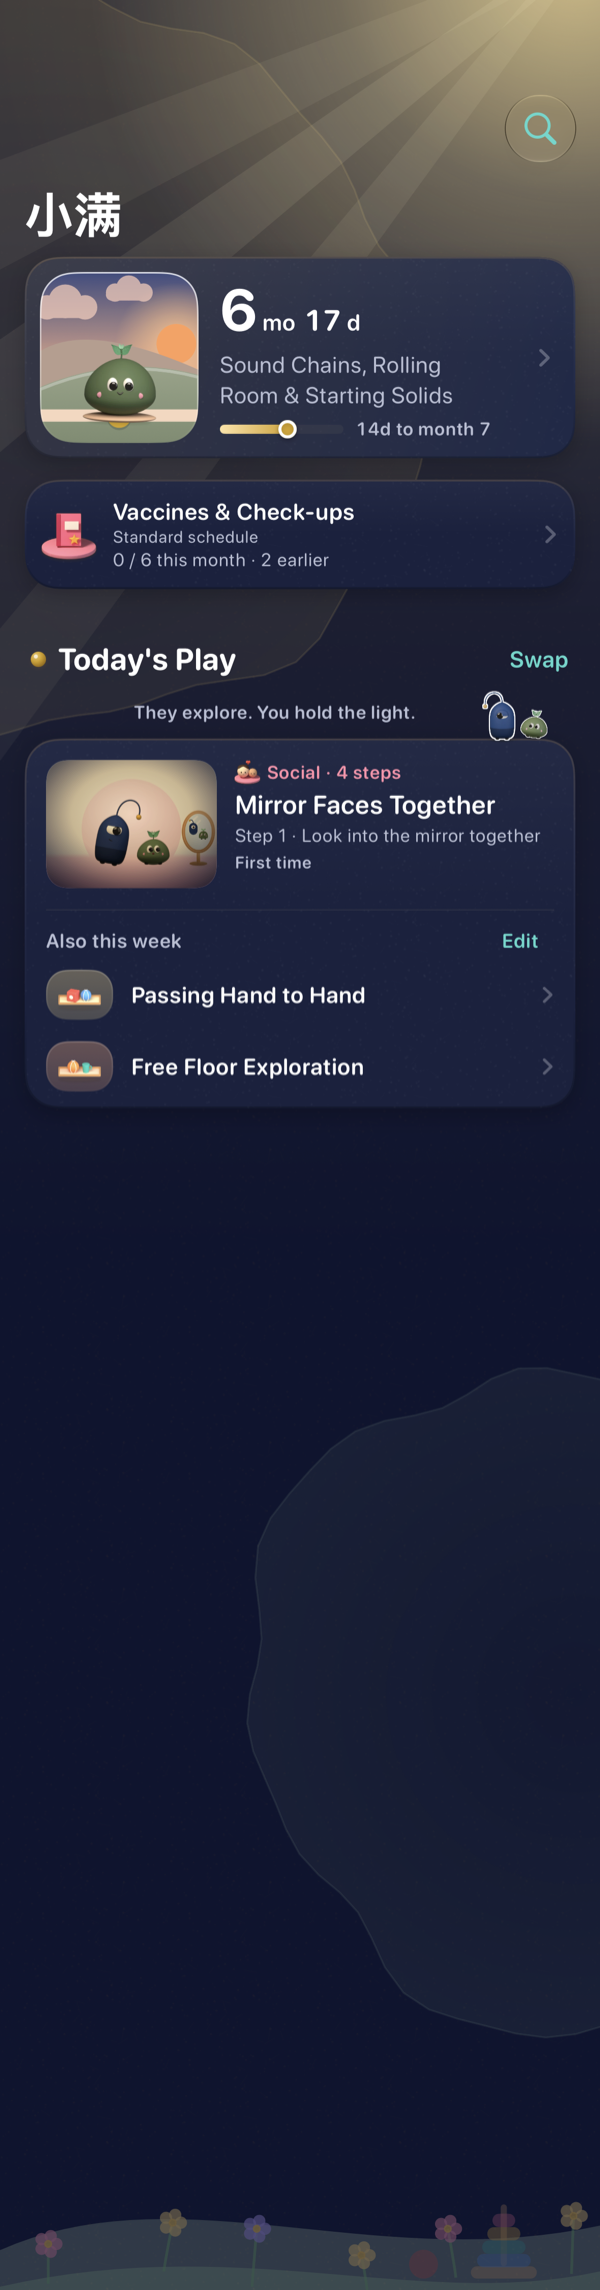 小满
6 mo 17 d
Sound Chains, Rolling
Room & Starting Solids
14d to month 7
Vaccines & Check-ups
Standard schedule
0 / 6 this month · 2 earlier
Today's Play
Swap
They explore. You hold the light.
Social · 4 steps
Mirror Faces Together
Step 1 · Look into the mirror together
First time
Also this week
Edit
Passing Hand to Hand
Free Floor Exploration